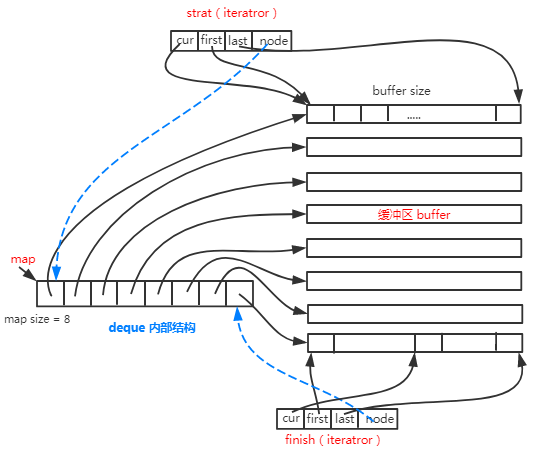 strat ( iteratror )
cur first last node
buffer size
.....
缓冲区 buffer
map
map size = 8
deque 内部结构
cur first last node
finish ( iteratror )